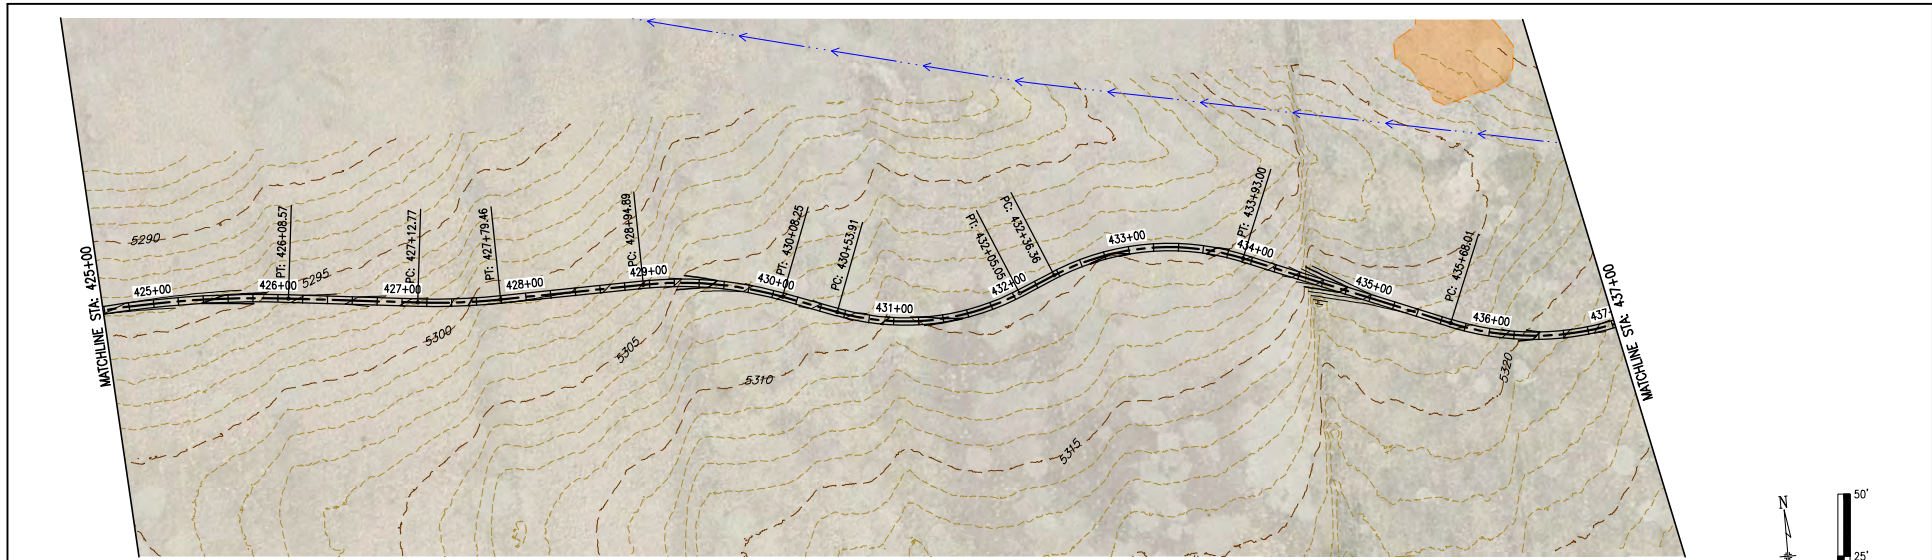 MATCHLINE STA: 425+00
425+00
PT: 426+08.57
426+00
PC: 427+12.77
427+00
PT: 427+79.46
428+00
PC: 428+94.89
429+00
PT: 430+08.25
430+00
PC: 430+53.91
431+00
PT: 432+05.05
432+00
PC: 432+36.36
433+00
PT: 433+93.00
434+00
435+00
PC: 435+68.01
436+00
437
MATCHLINE STA: 437+00
5290
5295
5300
5305
5310
5315
5320
N
50'
25'